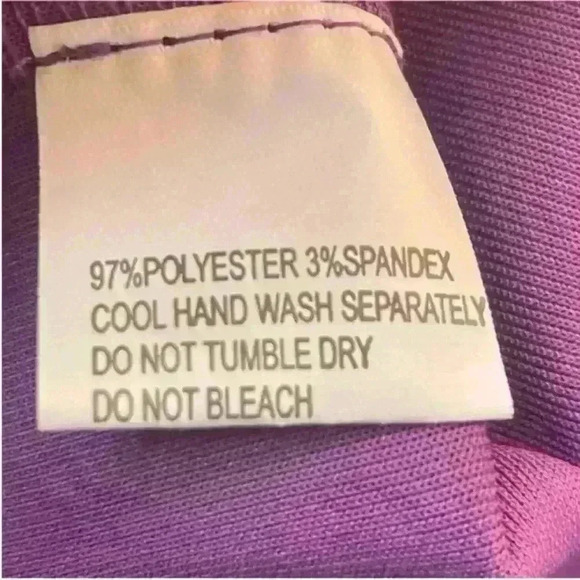 97%POLYESTER 3%SPANDEX
COOL HAND WASH SEPARATELY
DO NOT TUMBLE DRY
DO NOT BLEACH